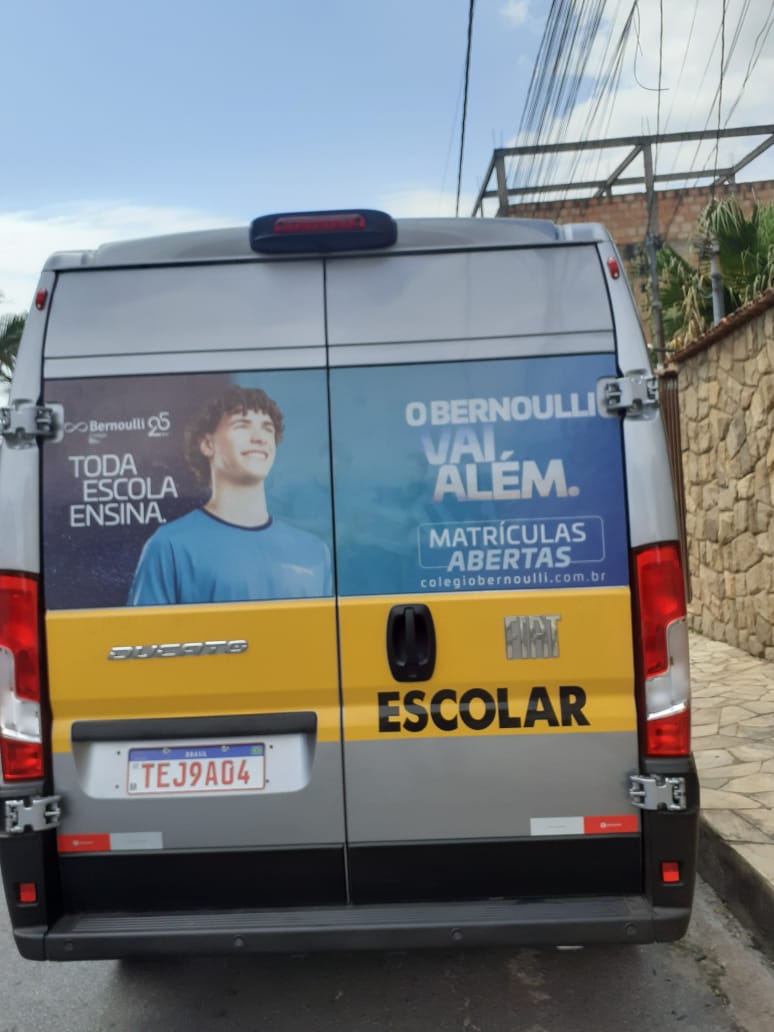 Bernoulli 25
TODA
ESCOLA
ENSINA.
O BERNOULLI
VAI
ALÉM.
MATRÍCULAS
ABERTAS
colegiobernoulli.com.br
DUCATO
FIAT
ESCOLAR
BRASIL
TEJ9A04